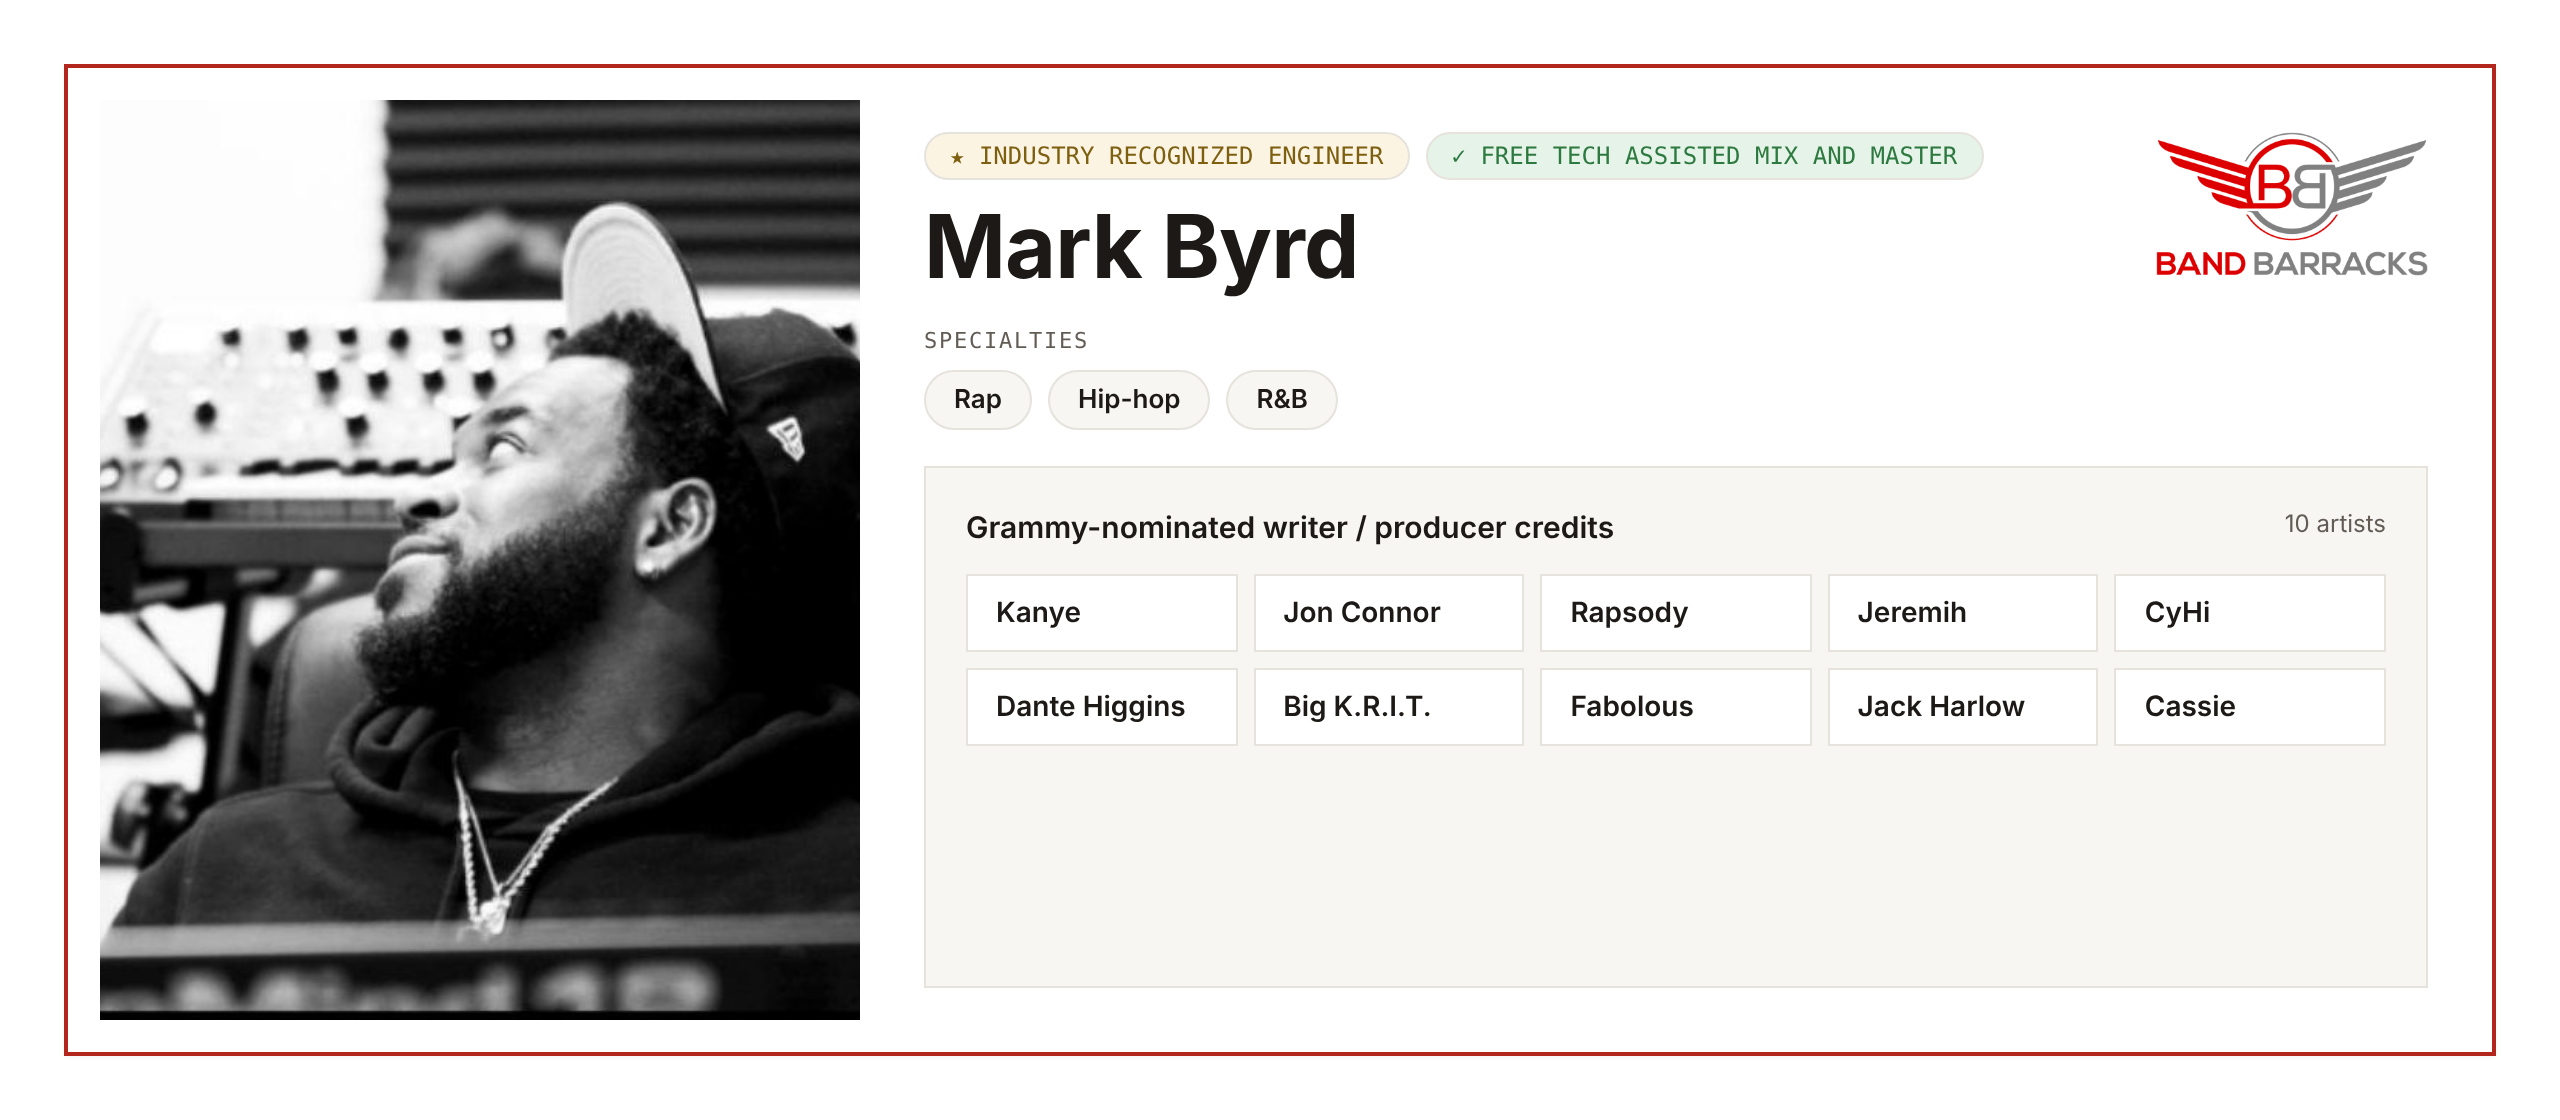 ★ INDUSTRY RECOGNIZED ENGINEER
✓ FREE TECH ASSISTED MIX AND MASTER
BB
BAND BARRACKS
Mark Byrd
SPECIALTIES
Rap
Hip-hop
R&B
Grammy-nominated writer / producer credits
10 artists
Kanye
Jon Connor
Rapsody
Jeremih
CyHi
Dante Higgins
Big K.R.I.T.
Fabolous
Jack Harlow
Cassie